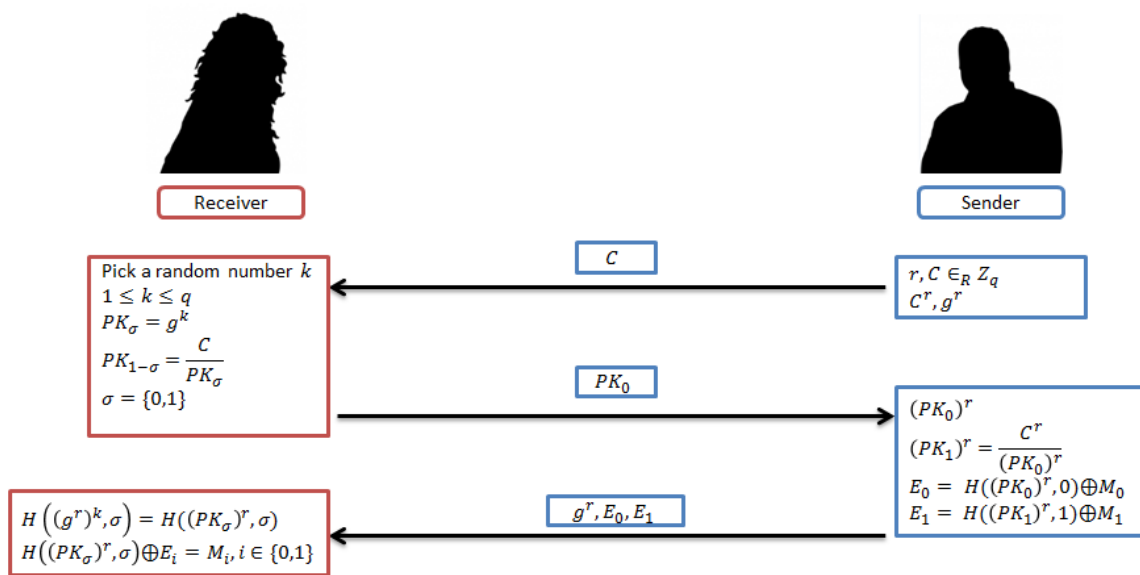 Receiver
Sender
C
Pick a random number k
1 ≤ k ≤ q
PK_σ = g^k
PK_{1−σ} = C / PK_σ
σ = {0,1}
r, C ∈_R Z_q
C^r, g^r
PK_0
(PK_0)^r
(PK_1)^r = C^r / (PK_0)^r
E_0 = H((PK_0)^r, 0)⊕M_0
E_1 = H((PK_1)^r, 1)⊕M_1
g^r, E_0, E_1
H((g^r)^k, σ) = H((PK_σ)^r, σ)
H((PK_σ)^r, σ)⊕E_i = M_i, i ∈ {0,1}